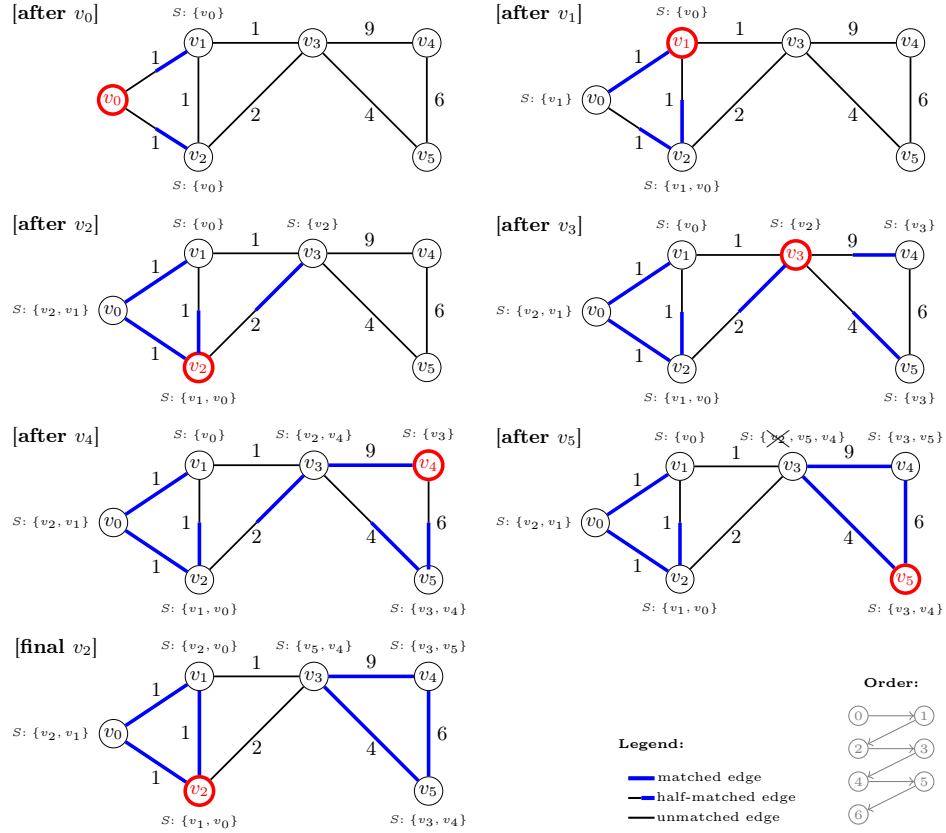 [after v0]
S: {v0}
v1
1
v3
9
v4
1
v0
1
6
1
2
4
v2
v5
S: {v0}
[after v1]
S: {v0}
v1
1
v3
9
v4
1
S: {v1}
v0
1
6
1
2
4
v2
v5
S: {v1, v0}
[after v2]
S: {v0}
S: {v2}
v1
1
v3
9
v4
1
S: {v2, v1}
v0
1
6
1
2
4
v2
v5
S: {v1, v0}
[after v3]
S: {v0}
S: {v2}
S: {v3}
v1
1
v3
9
v4
1
S: {v2, v1}
v0
1
6
1
2
4
v2
v5
S: {v1, v0}
S: {v3}
[after v4]
S: {v0}
S: {v2, v4}
S: {v3}
v1
1
v3
9
v4
1
S: {v2, v1}
v0
1
6
1
2
4
v2
v5
S: {v1, v0}
S: {v3, v4}
[after v5]
S: {v0}
S: {v2, v5, v4}
S: {v3, v5}
v1
1
v3
9
v4
1
S: {v2, v1}
v0
1
6
1
2
4
v2
v5
S: {v1, v0}
S: {v3, v4}
[final v2]
S: {v2, v0}
S: {v5, v4}
S: {v3, v5}
v1
1
v3
9
v4
1
S: {v2, v1}
v0
1
6
1
2
4
v2
v5
S: {v1, v0}
S: {v3, v4}
Legend:
matched edge
half-matched edge
unmatched edge
Order:
0 1
2 3
4 5
6